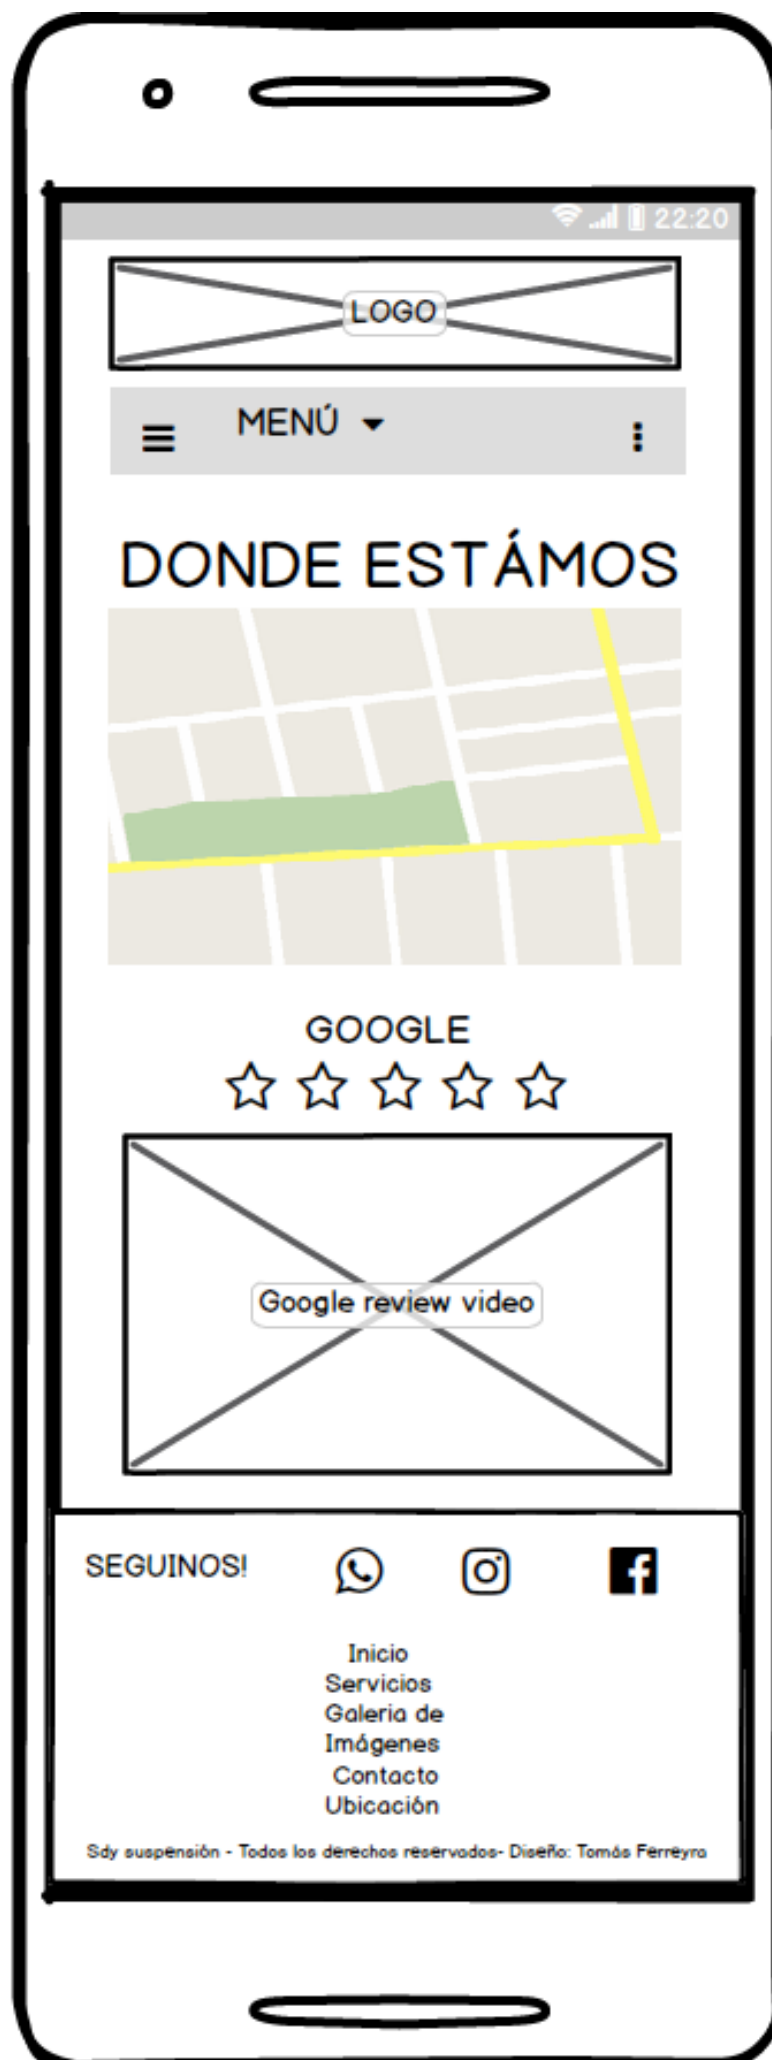 22:20
LOGO
MENÚ
DONDE ESTÁMOS
GOOGLE
Google review video
SEGUINOS!
Inicio
Servicios
Galeria de
Imágenes
Contacto
Ubicación
Sdy suspensión - Todos los derechos reservados- Diseño: Tomás Ferreyra